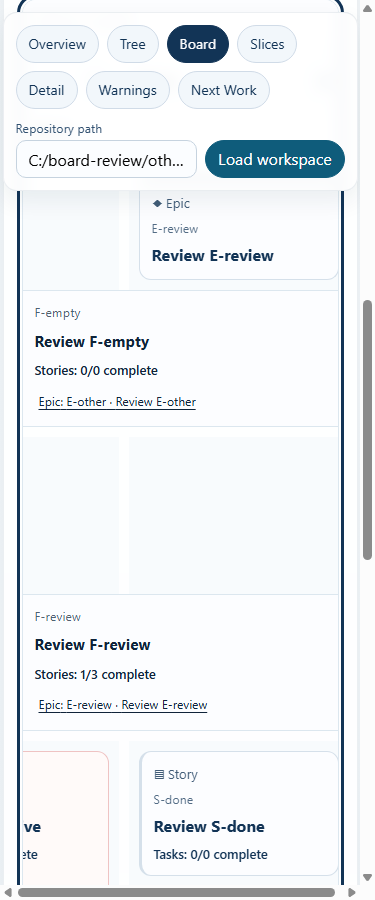 Overview
Tree
Board
Slices
Detail
Warnings
Next Work
Repository path
C:/board-review/oth...
Load workspace
◆ Epic
E-review
Review E-review
F-empty
Review F-empty
Stories: 0/0 complete
Epic: E-other · Review E-other
F-review
Review F-review
Stories: 1/3 complete
Epic: E-review · Review E-review
▤ Story
S-done
ve
Review S-done
ete
Tasks: 0/0 complete